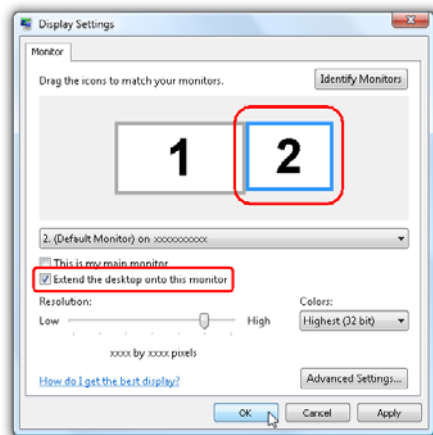 Display Settings
Monitor
Drag the icons to match your monitors.
Identify Monitors
1
2
2. (Default Monitor) on xxxxxxxxxx
This is my main monitor
Extend the desktop onto this monitor
Resolution:
Colors:
Low
High
Highest (32 bit)
xxxx by xxxx pixels
How do I get the best display?
Advanced Settings...
OK
Cancel
Apply